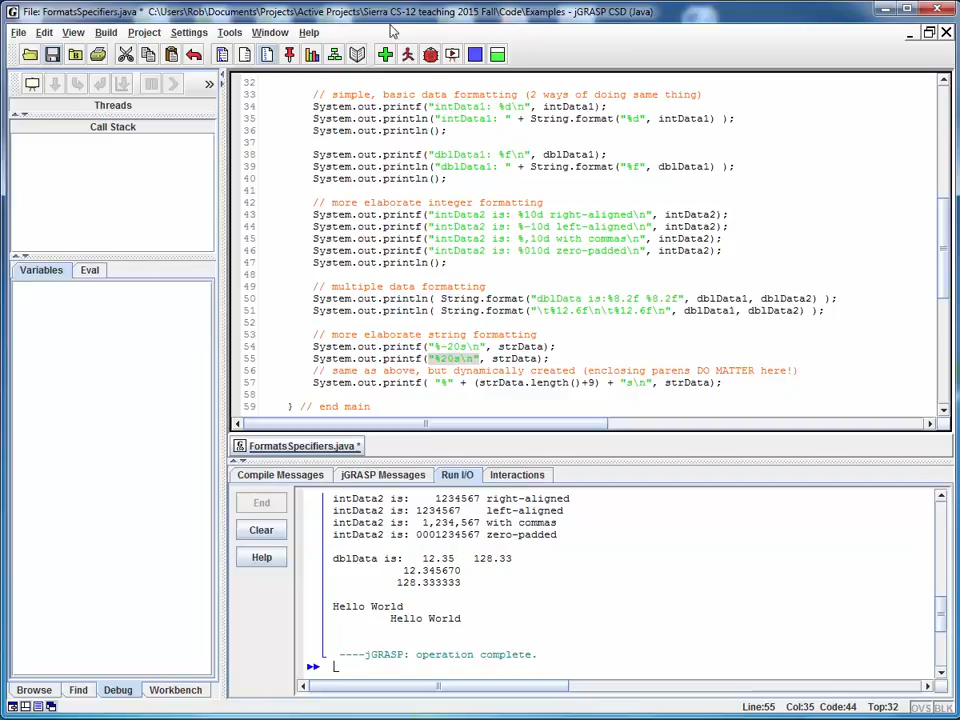 File: FormatsSpecifiers.java * C:\Users\Rob\Documents\Projects\Active Projects\Sierra CS-12 teaching 2015 Fall\Code\Examples - jGRASP CSD (Java)
File Edit View Build Project Settings Tools Window Help
»
Threads
Call Stack
Variables Eval
32
33 // simple, basic data formatting (2 ways of doing same thing)
34 System.out.printf("intData1: %d\n", intData1);
35 System.out.println("intData1: " + String.format("%d", intData1) );
36 System.out.println();
37
38 System.out.printf("dblData1: %f\n", dblData1);
39 System.out.println("dblData1: " + String.format("%f", dblData1) );
40 System.out.println();
41
42 // more elaborate integer formatting
43 System.out.printf("intData2 is: %10d right-aligned\n", intData2);
44 System.out.printf("intData2 is: %-10d left-aligned\n", intData2);
45 System.out.printf("intData2 is: %,10d with commas\n", intData2);
46 System.out.printf("intData2 is: %010d zero-padded\n", intData2);
47 System.out.println();
48
49 // multiple data formatting
50 System.out.println( String.format("dblData is:%8.2f %8.2f", dblData1, dblData2) );
51 System.out.println( String.format("\t%12.6f\n\t%12.6f\n", dblData1, dblData2) );
52
53 // more elaborate string formatting
54 System.out.printf("%-20s\n", strData);
55 System.out.printf("%20s\n", strData);
56 // same as above, but dynamically created (enclosing parens DO MATTER here!)
57 System.out.printf( "%" + (strData.length()+9) + "s\n", strData);
58
59 } // end main
FormatsSpecifiers.java *
Compile Messages jGRASP Messages Run I/O Interactions
End
Clear
Help
intData2 is: 1234567 right-aligned
intData2 is: 1234567 left-aligned
intData2 is: 1,234,567 with commas
intData2 is: 0001234567 zero-padded
dblData is: 12.35 128.33
12.345670
128.333333
Hello World
Hello World
----jGRASP: operation complete.
Browse Find Debug Workbench
Line:55 Col:35 Code:44 Top:32 OVS BLK